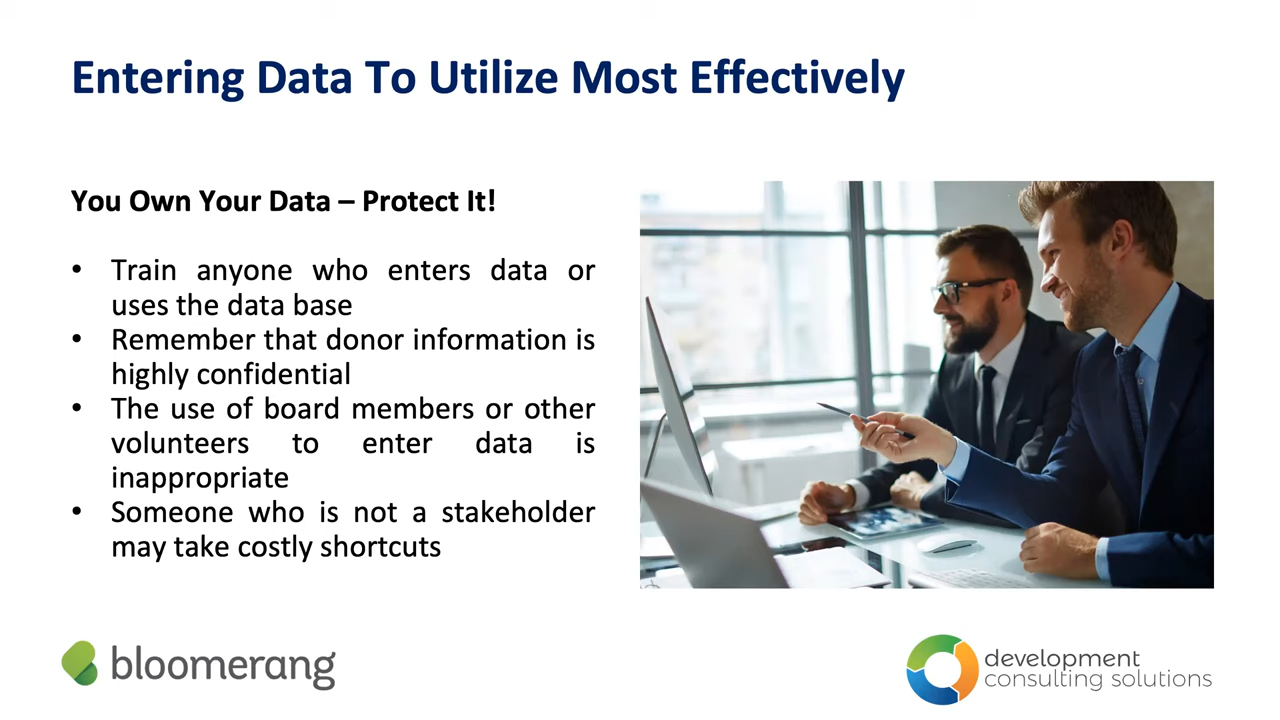 Entering Data To Utilize Most Effectively
You Own Your Data – Protect It!
• Train anyone who enters data or
uses the data base
• Remember that donor information is
highly confidential
• The use of board members or other
volunteers to enter data is
inappropriate
• Someone who is not a stakeholder
may take costly shortcuts
bloomerang
development
consulting solutions